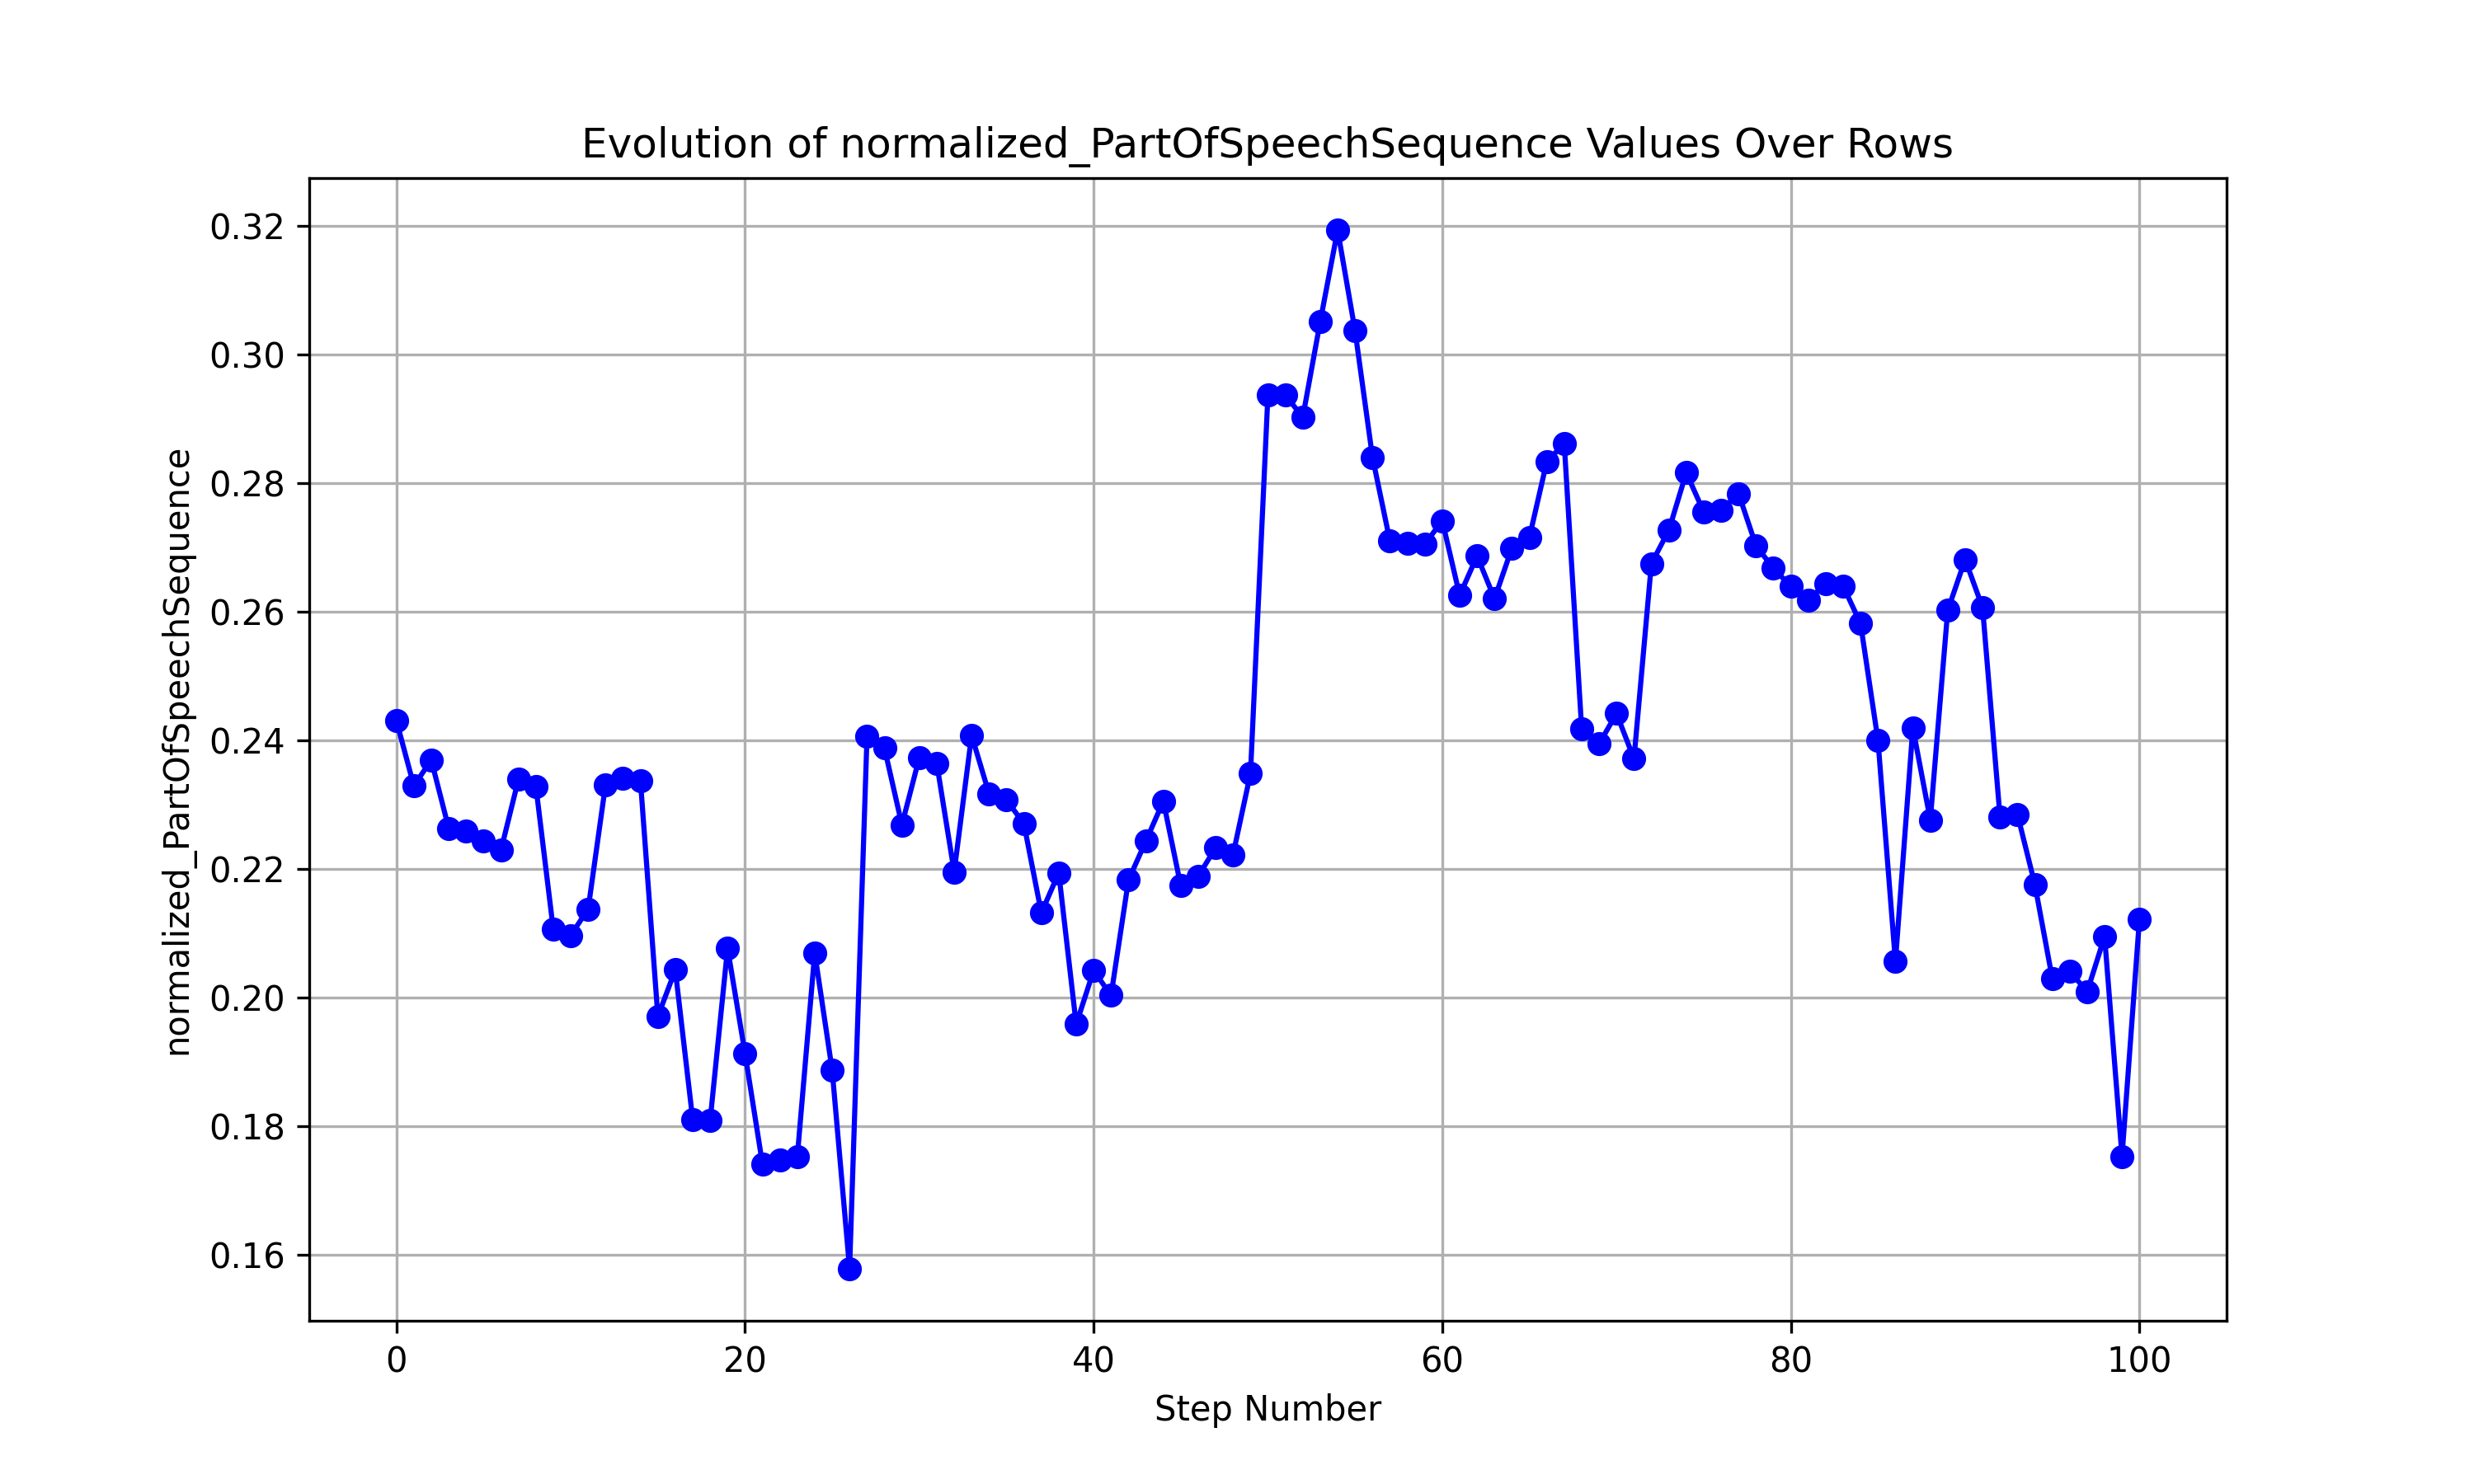 Evolution of normalized_PartOfSpeechSequence Values Over Rows
normalized_PartOfSpeechSequence
0.32
0.30
0.28
0.26
0.24
0.22
0.20
0.18
0.16
0 20 40 60 80 100
Step Number